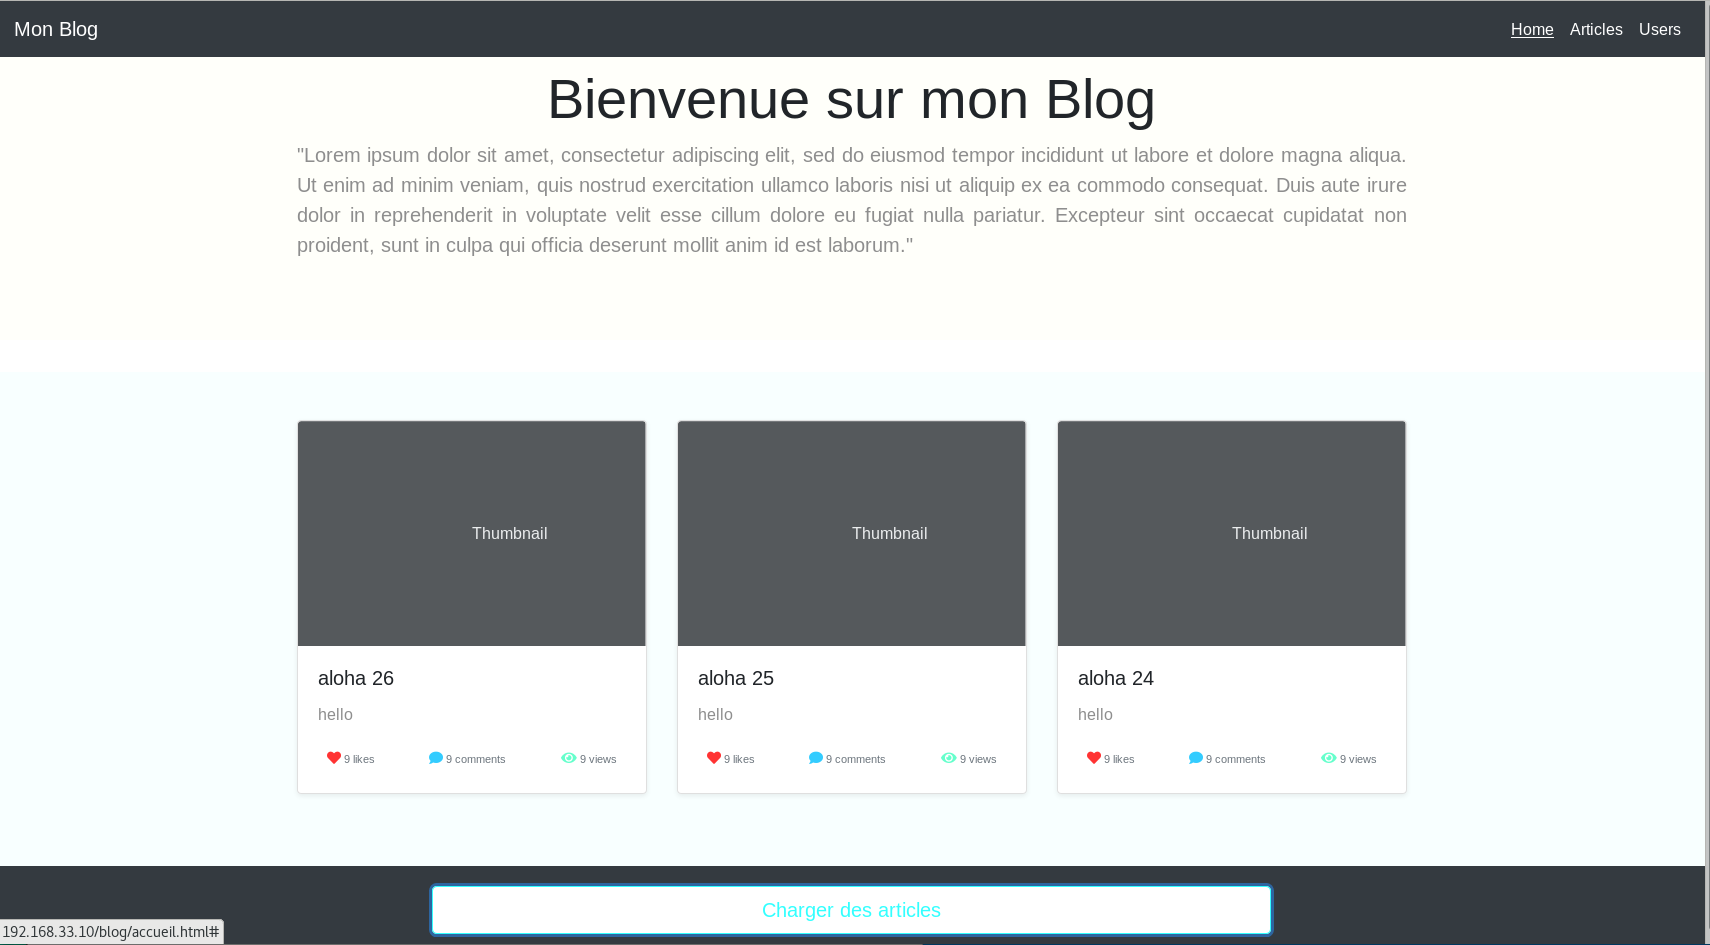 Mon Blog
Home Articles Users
Bienvenue sur mon Blog
"Lorem ipsum dolor sit amet, consectetur adipiscing elit, sed do eiusmod tempor incididunt ut labore et dolore magna aliqua.
Ut enim ad minim veniam, quis nostrud exercitation ullamco laboris nisi ut aliquip ex ea commodo consequat. Duis aute irure
dolor in reprehenderit in voluptate velit esse cillum dolore eu fugiat nulla pariatur. Excepteur sint occaecat cupidatat non
proident, sunt in culpa qui officia deserunt mollit anim id est laborum."
Thumbnail
aloha 26
hello
9 likes 9 comments 9 views
Thumbnail
aloha 25
hello
9 likes 9 comments 9 views
Thumbnail
aloha 24
hello
9 likes 9 comments 9 views
Charger des articles
192.168.33.10/blog/accueil.html#